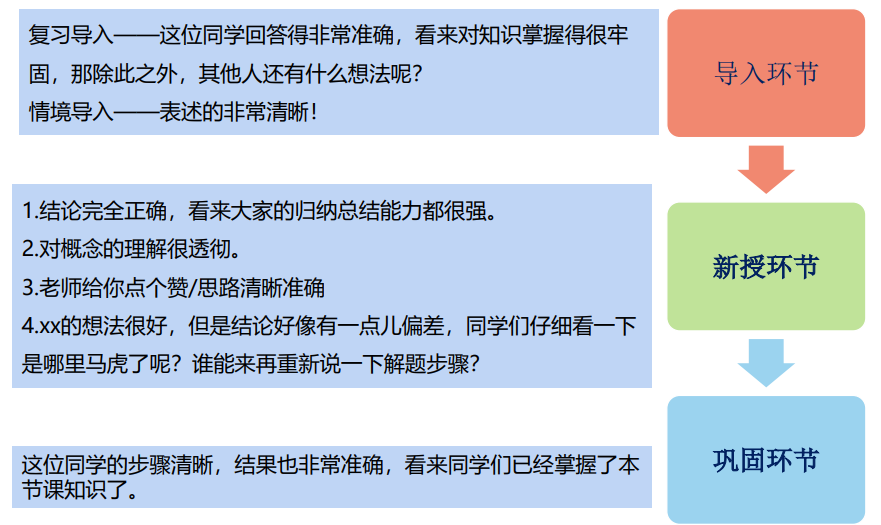 复习导入——这位同学回答得非常准确，看来对知识掌握得很牢
固，那除此之外，其他人还有什么想法呢？
情境导入——表述的非常清晰！
导入环节
1.结论完全正确，看来大家的归纳总结能力都很强。
2.对概念的理解很透彻。
3.老师给你点个赞/思路清晰准确
4.xx的想法很好，但是结论好像有一点儿偏差，同学们仔细看一下
是哪里马虎了呢？谁能来再重新说一下解题步骤？
新授环节
这位同学的步骤清晰，结果也非常准确，看来同学们已经掌握了本
节课知识了。
巩固环节